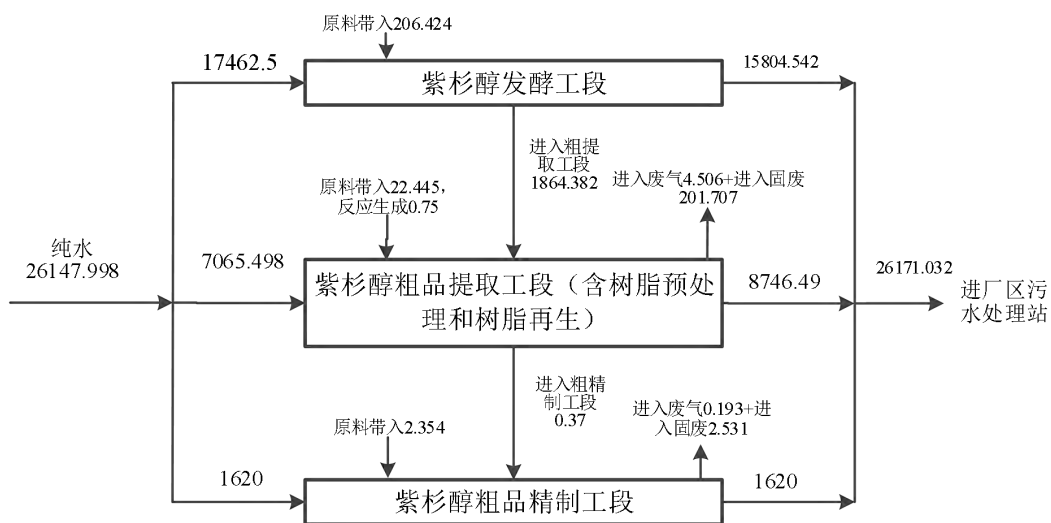 原料带入206.424
17462.5
紫杉醇发酵工段
15804.542
进入粗提
取工段
1864.382
原料带入22.445，
反应生成0.75
进入废气4.506+进入固废
201.707
纯水
26147.998
7065.498
紫杉醇粗品提取工段（含树脂预处
理和树脂再生）
8746.49
26171.032
进厂区污
水处理站
进入粗精
制工段
0.37
原料带入2.354
进入废气0.193+进
入固废2.531
1620
紫杉醇粗品精制工段
1620